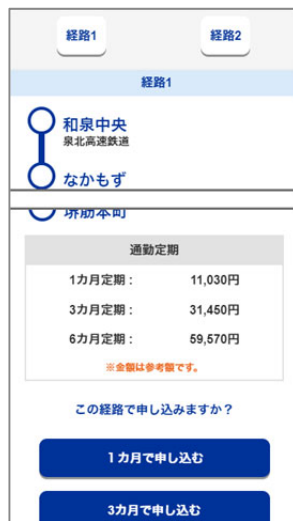 経路1 経路2
経路1
和泉中央
泉北高速鉄道
なかもず
堺筋本町
通勤定期
1カ月定期： 11,030円
3カ月定期： 31,450円
6カ月定期： 59,570円
※金額は参考額です。
この経路で申し込みますか？
1カ月で申し込む
3カ月で申し込む